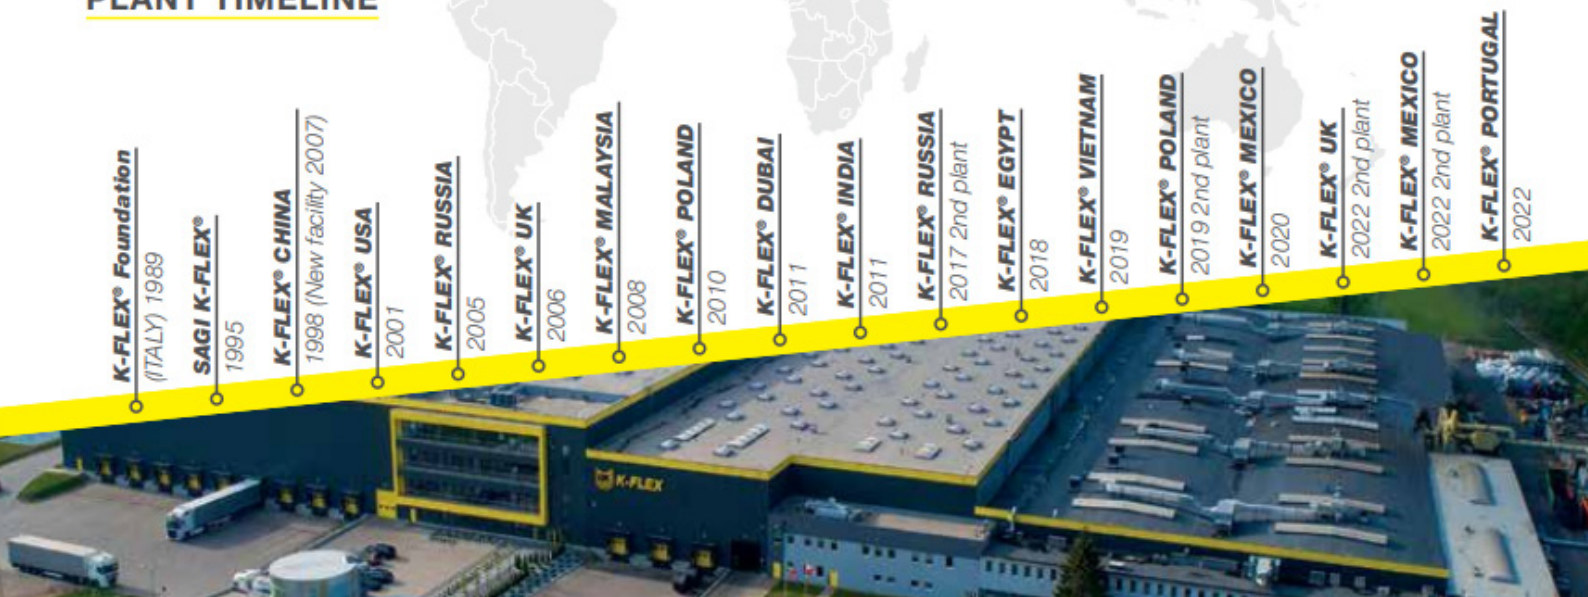 PLANT TIMELINE
K-FLEX® Foundation
(ITALY) 1989
SAGI K-FLEX®
1995
K-FLEX® CHINA
1998 (New facility 2007)
K-FLEX® USA
2001
K-FLEX® RUSSIA
2005
K-FLEX® UK
2006
K-FLEX® MALAYSIA
2008
K-FLEX® POLAND
2010
K-FLEX® DUBAI
2011
K-FLEX® INDIA
2011
K-FLEX® RUSSIA
2017 2nd plant
K-FLEX® EGYPT
2018
K-FLEX® VIETNAM
2019
K-FLEX® POLAND
2019 2nd plant
K-FLEX® MEXICO
2020
K-FLEX® UK
2022 2nd plant
K-FLEX® MEXICO
2022 2nd plant
K-FLEX® PORTUGAL
2022
K-FLEX